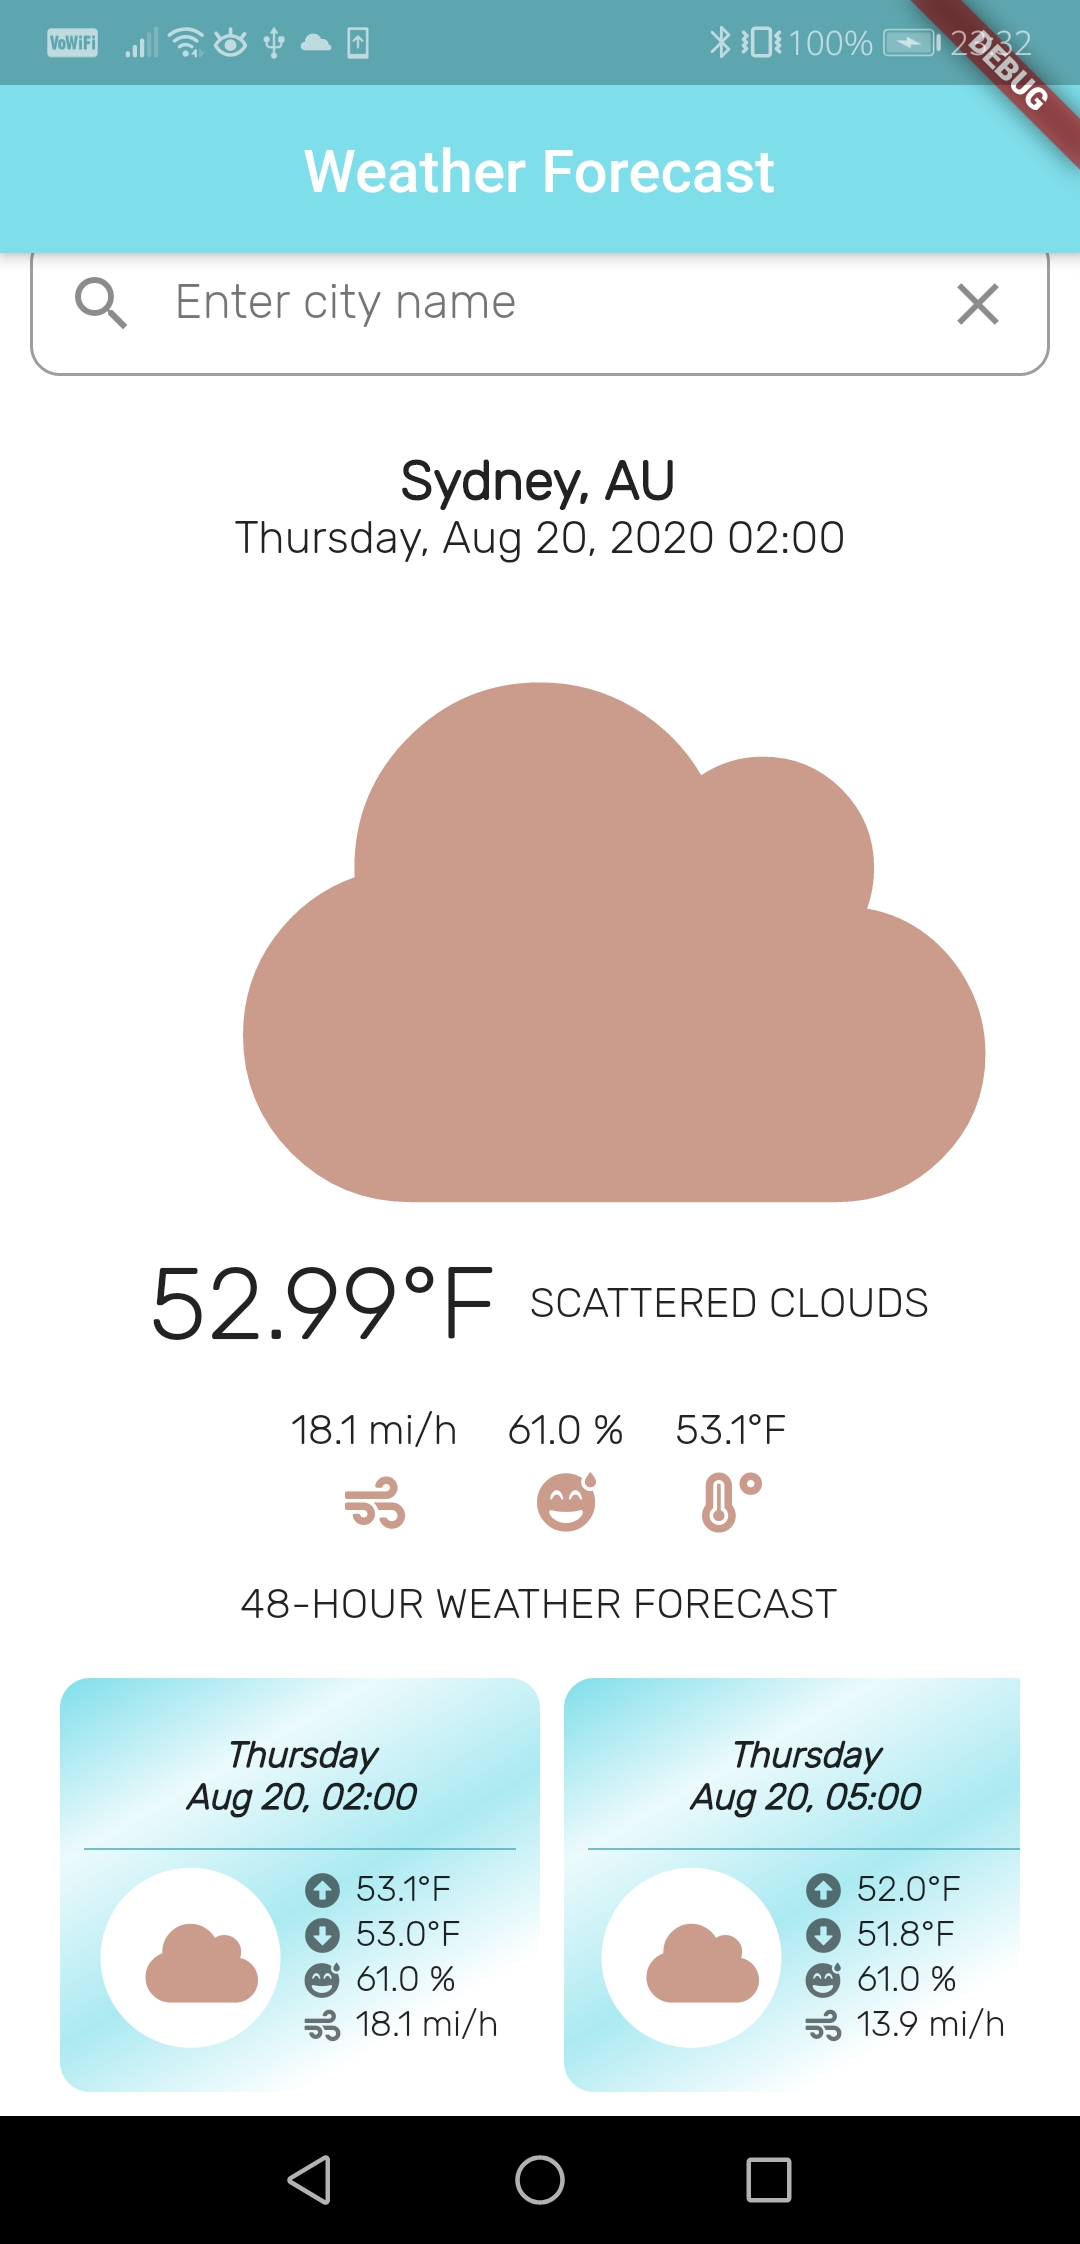 VoWiFi 100%
DEBUG
Weather Forecast
Enter city name
Sydney, AU
Thursday, Aug 20, 2020 02:00
52.99°F SCATTERED CLOUDS
18.1 mi/h 61.0 % 53.1°F
48-HOUR WEATHER FORECAST
Thursday
Aug 20, 02:00
53.1°F
53.0°F
61.0 %
18.1 mi/h
Thursday
Aug 20, 05:00
52.0°F
51.8°F
61.0 %
13.9 mi/h